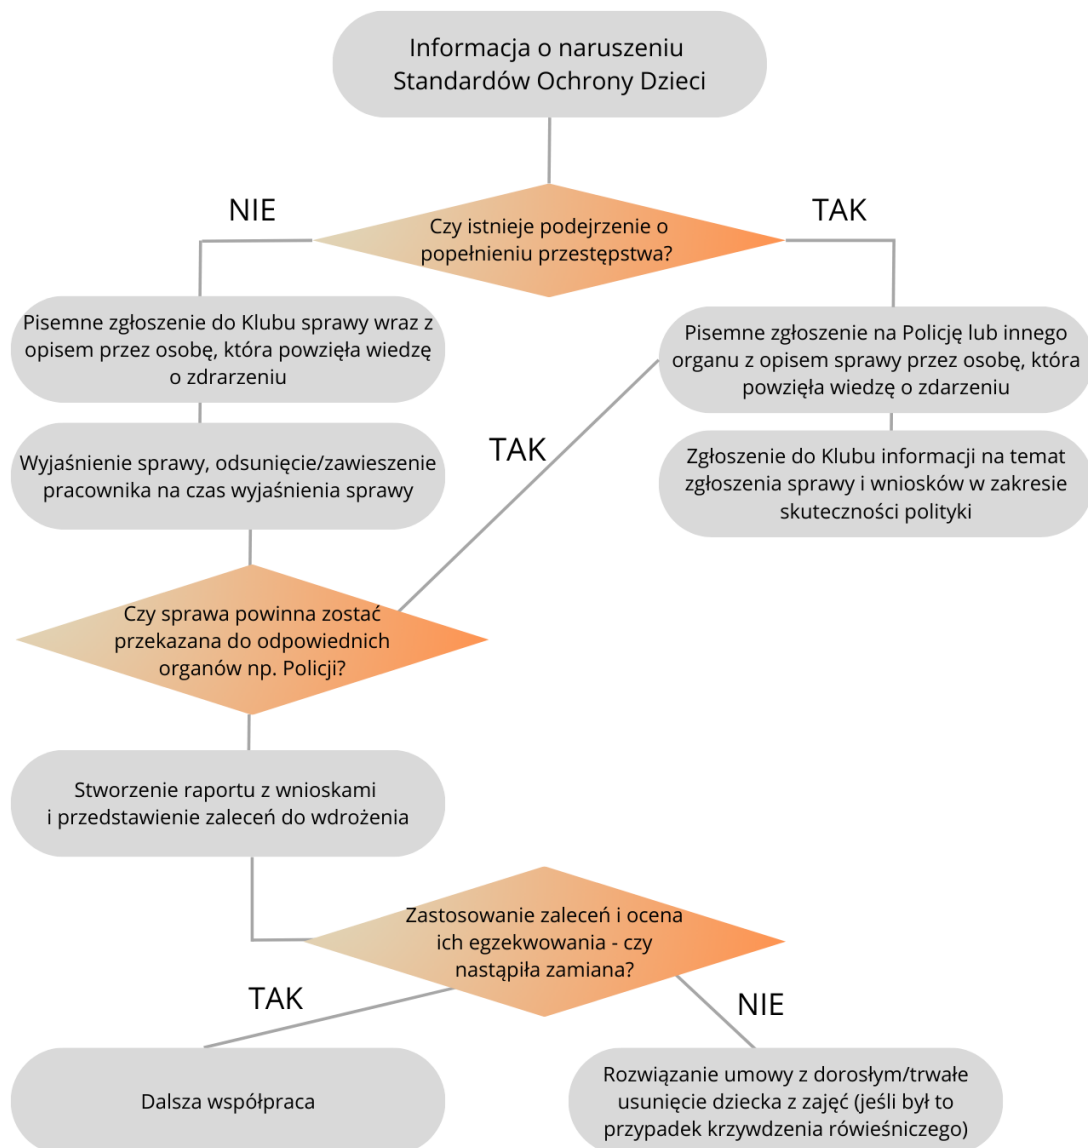 Informacja o naruszeniu
Standardów Ochrony Dzieci
NIE
TAK
Czy istnieje podejrzenie o
popełnieniu przestępstwa?
Pisemne zgłoszenie do Klubu sprawy wraz z
opisem przez osobę, która powzięła wiedzę
o zdrarzeniu
Pisemne zgłoszenie na Policję lub innego
organu z opisem sprawy przez osobę, która
powzięła wiedzę o zdarzeniu
Wyjaśnienie sprawy, odsunięcie/zawieszenie
pracownika na czas wyjaśnienia sprawy
TAK
Zgłoszenie do Klubu informacji na temat
zgłoszenia sprawy i wniosków w zakresie
skuteczności polityki
Czy sprawa powinna zostać
przekazana do odpowiednich
organów np. Policji?
Stworzenie raportu z wnioskami
i przedstawienie zaleceń do wdrożenia
Zastosowanie zaleceń i ocena
ich egzekwowania - czy
nastąpiła zamiana?
TAK
NIE
Dalsza współpraca
Rozwiązanie umowy z dorosłym/trwałe
usunięcie dziecka z zajęć (jeśli był to
przypadek krzywdzenia rówieśniczego)